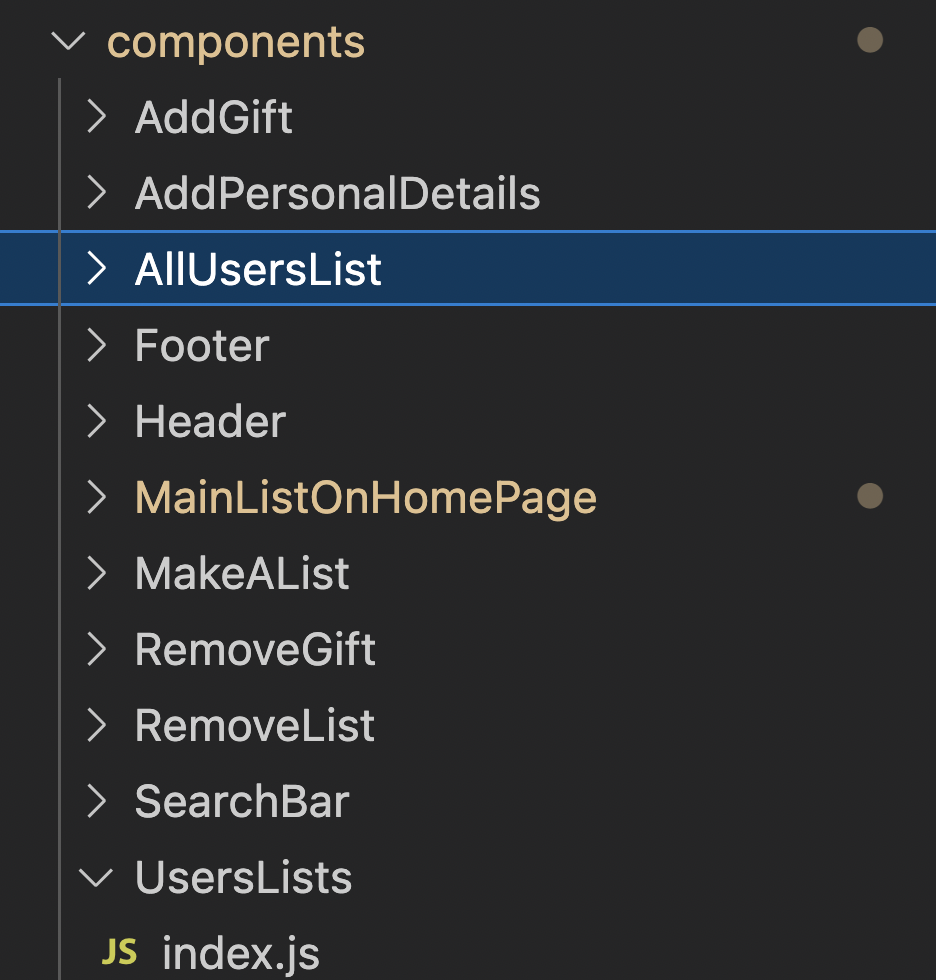 components
AddGift
AddPersonalDetails
AllUsersList
Footer
Header
MainListOnHomePage
MakeAList
RemoveGift
RemoveList
SearchBar
UsersLists
JS index.js